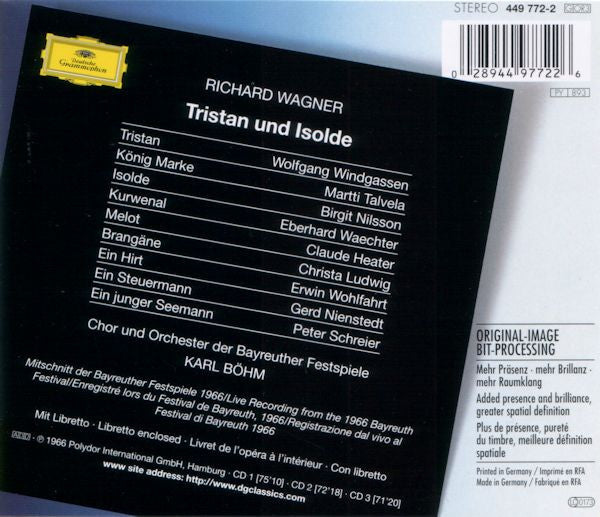 STEREO 449 772-2 GEORG
Deutsche
Grammophon
0 28944 97722 6
PY | 893
RICHARD WAGNER
Tristan und Isolde
Tristan Wolfgang Windgassen
König Marke Martti Talvela
Isolde Birgit Nilsson
Kurwenal Eberhard Waechter
Melot Claude Heater
Brangäne Christa Ludwig
Ein Hirt Erwin Wohlfahrt
Ein Steuermann Gerd Nienstedt
Ein junger Seemann Peter Schreier
Chor und Orchester der Bayreuther Festspiele
KARL BÖHM
Mitschnitt der Bayreuther Festspiele 1966/Live Recording from the 1966 Bayreuth
Festival/Enregistré lors du Festival de Bayreuth, 1966/Registrazione dal vivo al
Festival di Bayreuth 1966
Mit Libretto · Libretto enclosed · Livret de l'opéra à l'intérieur · Con libretto
ADD ℗ 1966 Polydor International GmbH, Hamburg · CD 1 [75'10] · CD 2 [72'18] · CD 3 [71'20]
www site address: http://www.dgclassics.com
ORIGINAL-IMAGE
BIT-PROCESSING
Mehr Präsenz · mehr Brillanz ·
mehr Raumklang
Added presence and brilliance,
greater spatial definition
Plus de présence, pureté
du timbre, meilleure définition
spatiale
Printed in Germany / Imprimé en RFA
Made in Germany / Fabriqué en RFA
LC 0173